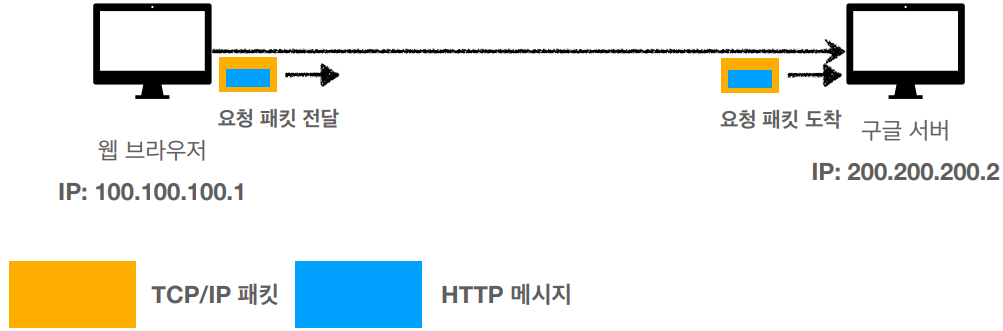 요청 패킷 전달
요청 패킷 도착
웹 브라우저
구글 서버
IP: 100.100.100.1
IP: 200.200.200.2
TCP/IP 패킷
HTTP 메시지